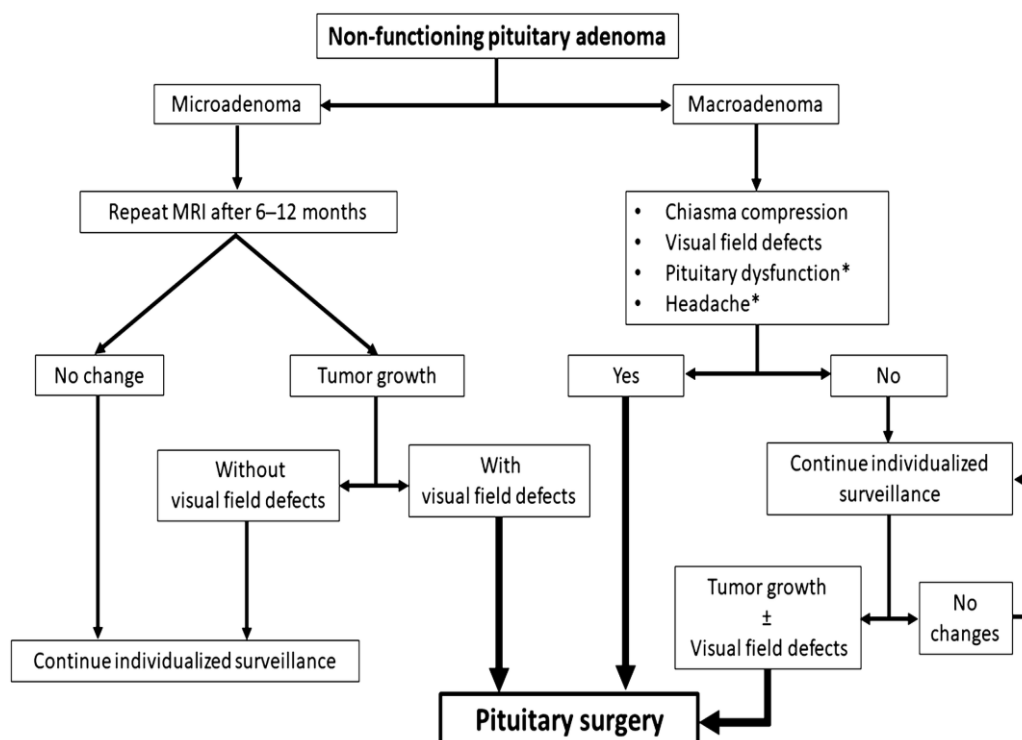 Non-functioning pituitary adenoma
Microadenoma
Macroadenoma
Repeat MRI after 6–12 months
• Chiasma compression
• Visual field defects
• Pituitary dysfunction*
• Headache*
No change
Tumor growth
Yes
No
Without
visual field defects
With
visual field defects
Continue individualized
surveillance
Tumor growth
±
Visual field defects
No
changes
Continue individualized surveillance
Pituitary surgery